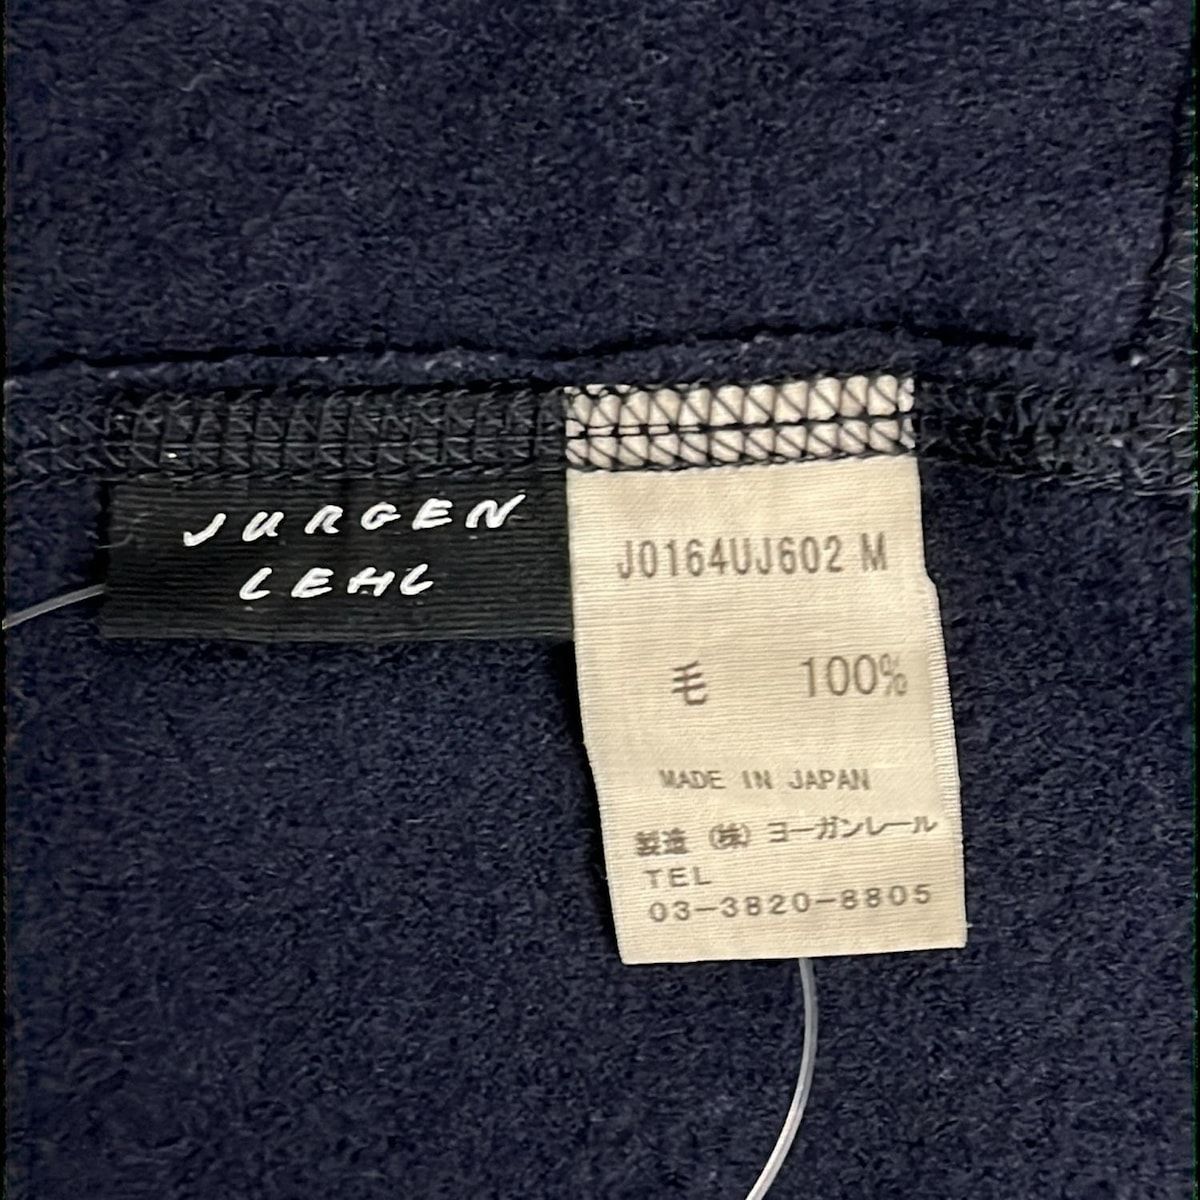 JURGEN
LEHL
J0164UJ602 M
毛 100%
MADE IN JAPAN
製造 (株) ヨーガンレール
TEL
03-3820-8805